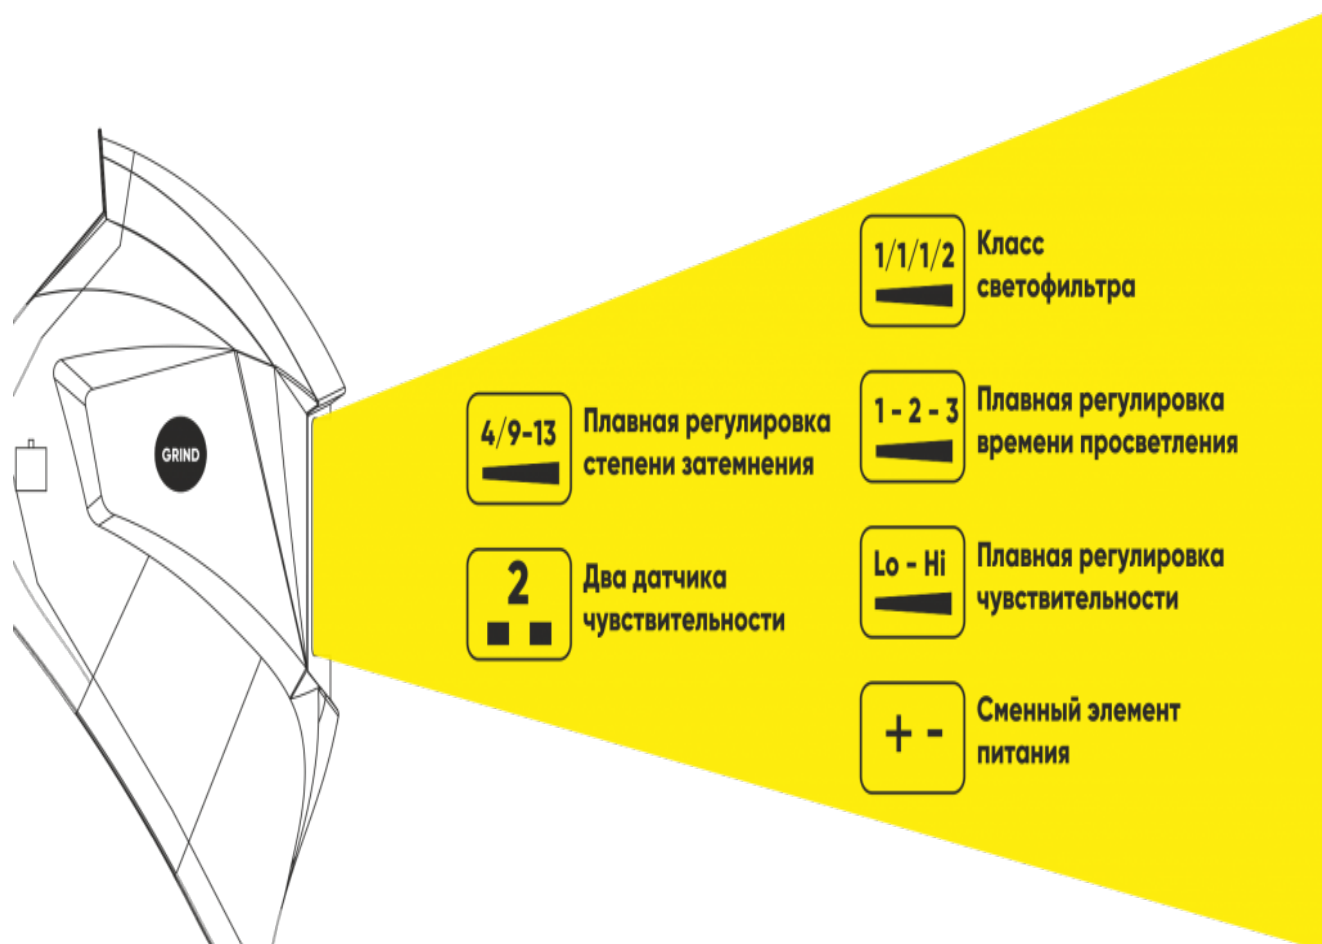 GRIND
4/9-13
Плавная регулировка
степени затемнения
2
Два датчика
чувствительности
1/1/1/2
Класс
светофильтра
1 - 2 - 3
Плавная регулировка
времени просветления
Lo - Hi
Плавная регулировка
чувствительности
+ -
Сменный элемент
питания